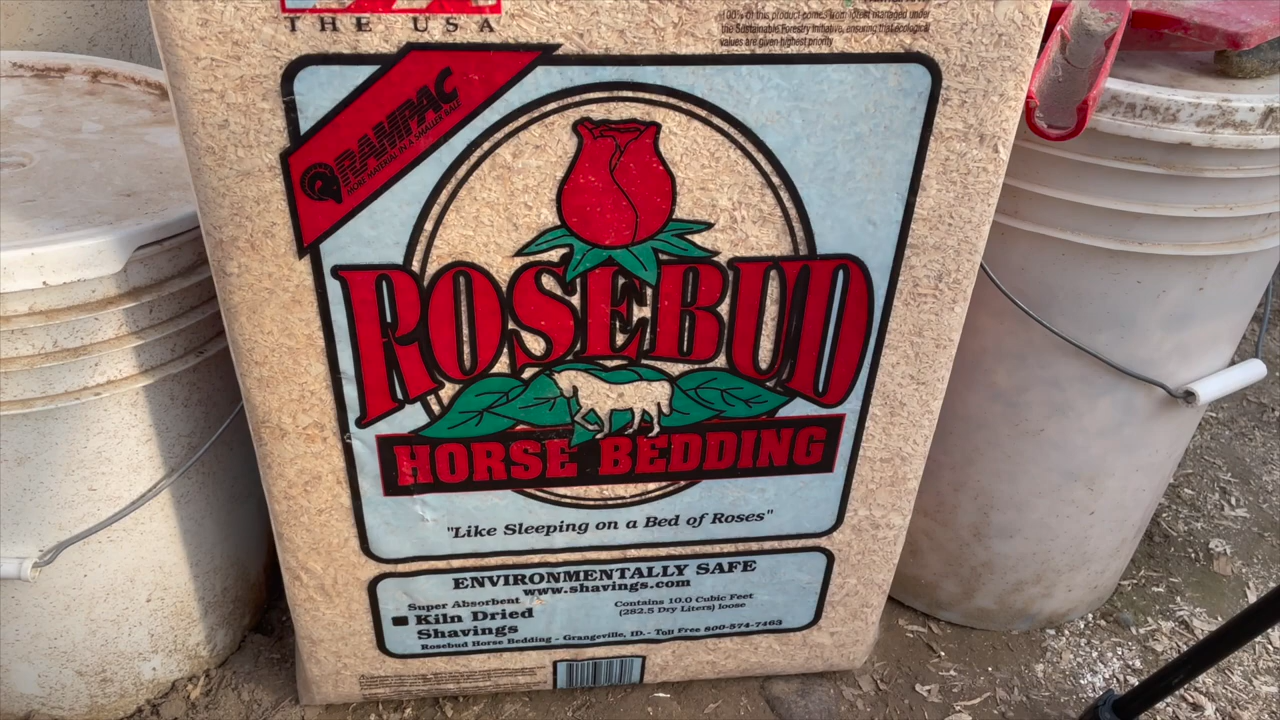 THE USA
100% of this product comes from forest managed under
the Sustainable Forestry Initiative, ensuring that ecological
values are given highest priority
RAMPAC
MORE MATERIAL IN A SMALLER BALE
ROSEBUD
HORSE BEDDING
"Like Sleeping on a Bed of Roses"
ENVIRONMENTALLY SAFE
www.shavings.com
Super Absorbent
Kiln Dried
Shavings
Contains 10.0 Cubic Feet
(282.5 Dry Liters) loose
Rosebud Horse Bedding - Grangeville, ID. - Toll Free 800-574-7463